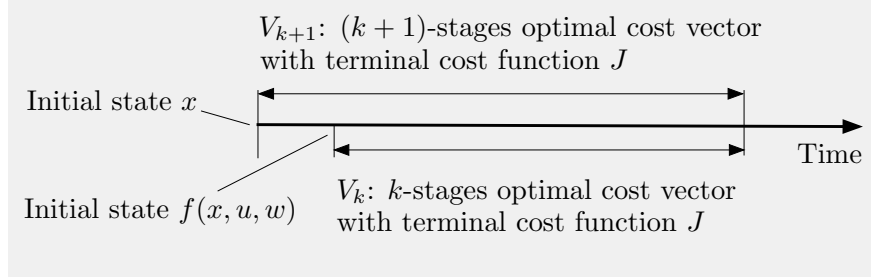 V_{k+1}: (k + 1)-stages optimal cost vector
with terminal cost function J
Initial state x
Time
Initial state f(x, u, w)
V_k: k-stages optimal cost vector
with terminal cost function J